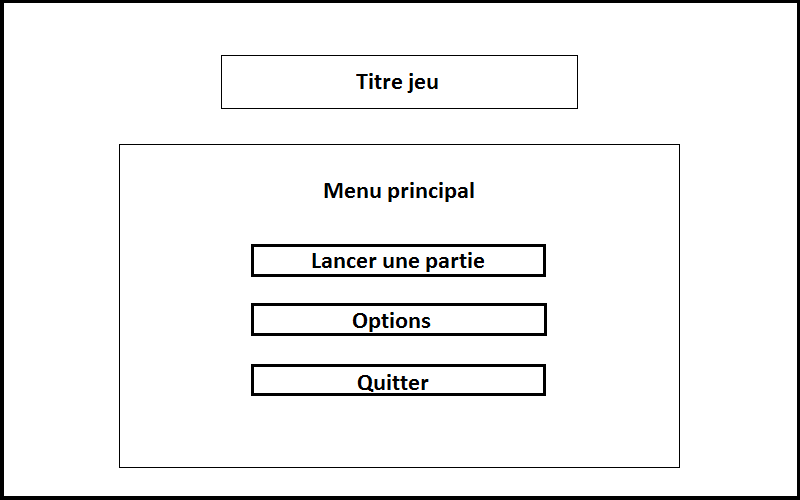 Titre jeu
Menu principal
Lancer une partie
Options
Quitter